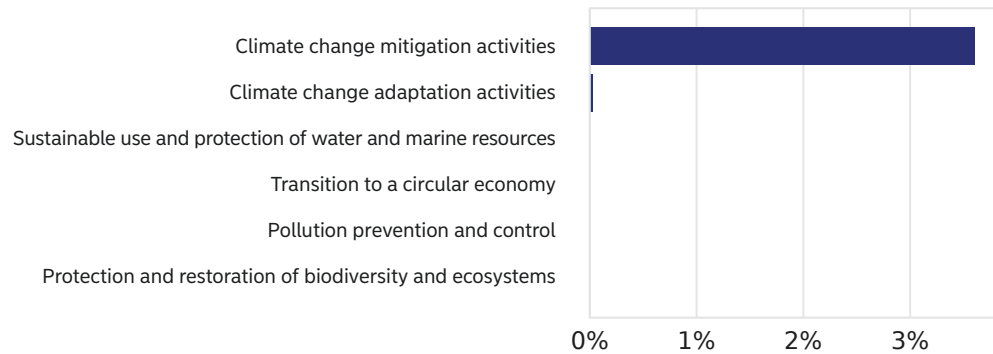 Climate change mitigation activities
Climate change adaptation activities
Sustainable use and protection of water and marine resources
Transition to a circular economy
Pollution prevention and control
Protection and restoration of biodiversity and ecosystems
0% 1% 2% 3%